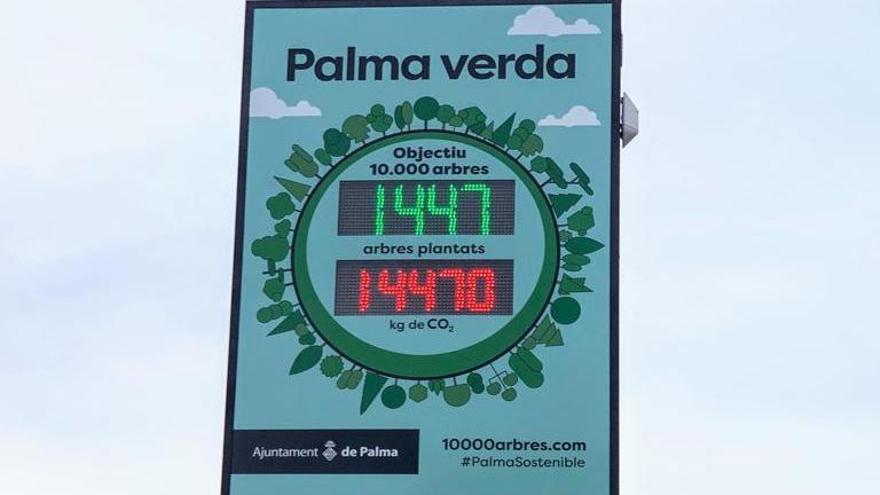 Palma verda
Objectiu
10.000 arbres
1447
arbres plantats
14470
kg de CO₂
Ajuntament de Palma
10000arbres.com
#PalmaSostenible